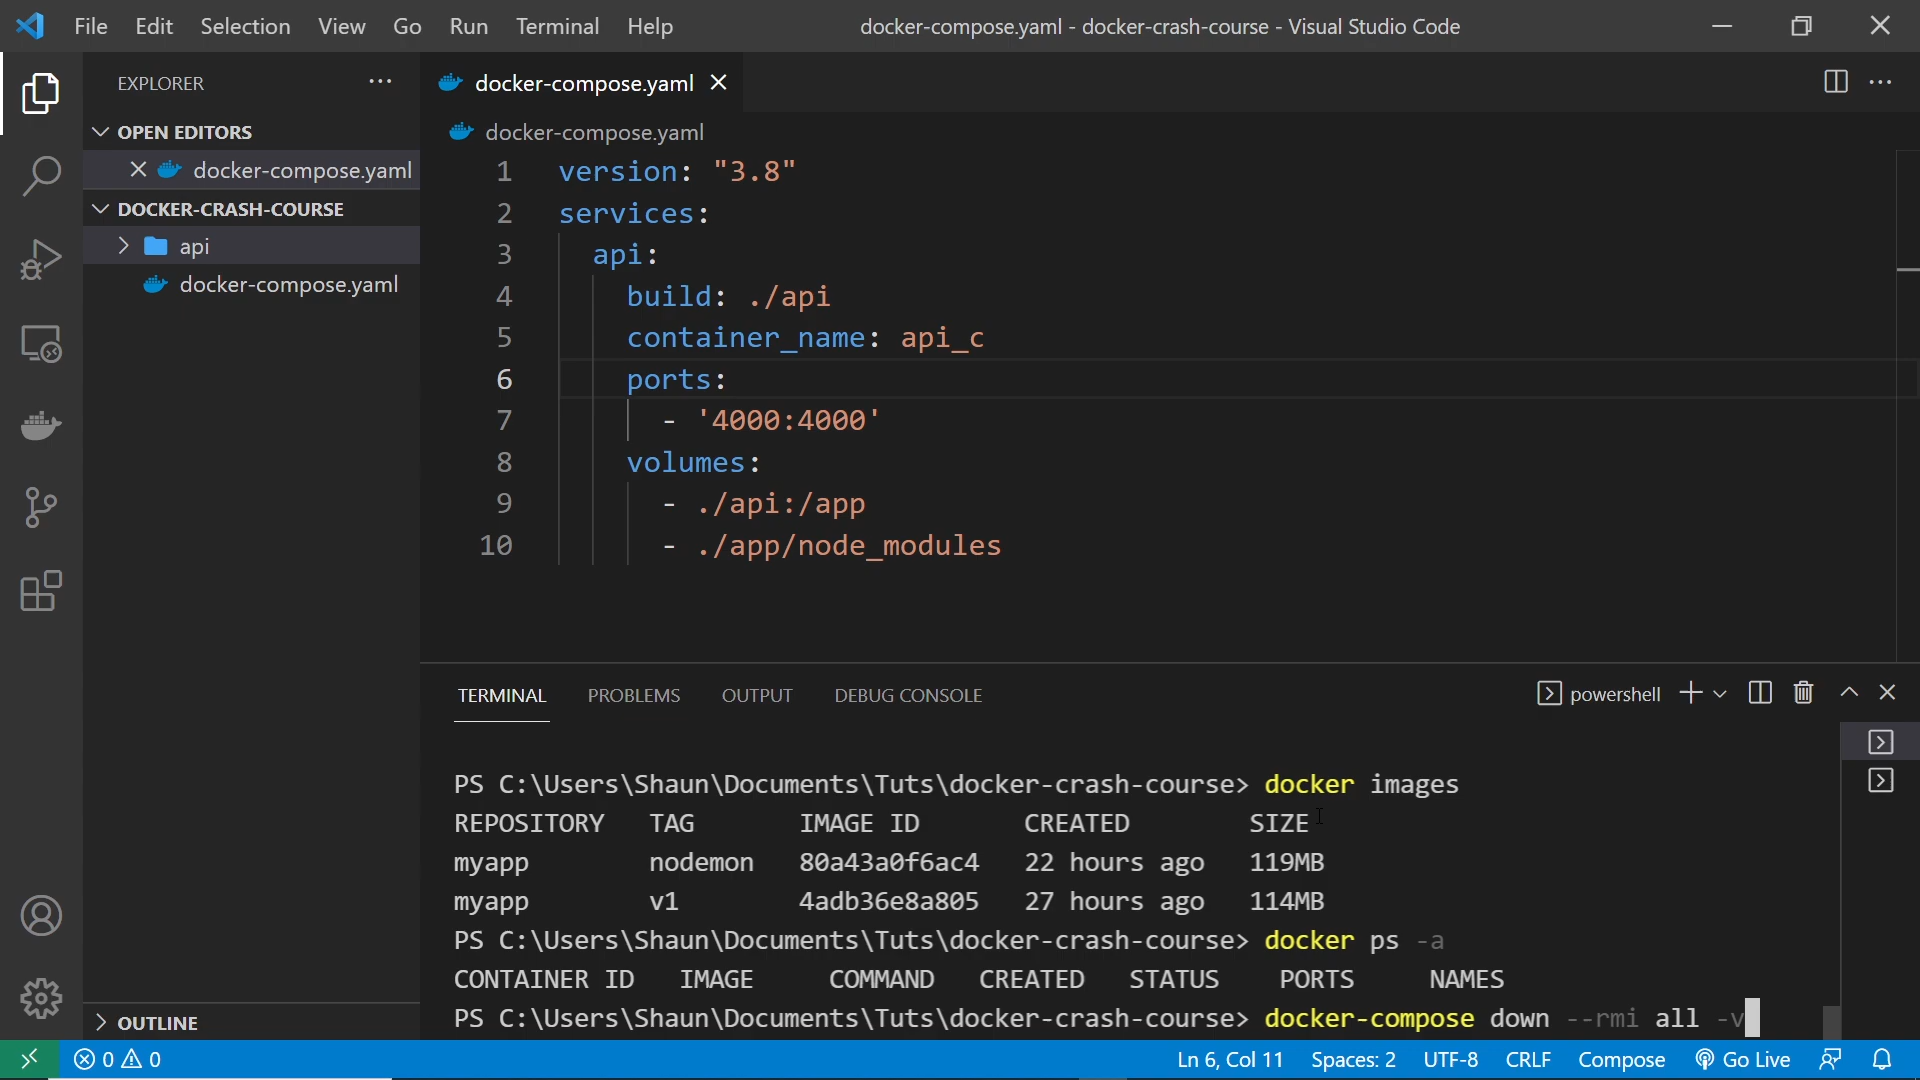 File Edit Selection View Go Run Terminal Help
docker-compose.yaml - docker-crash-course - Visual Studio Code
EXPLORER
OPEN EDITORS
docker-compose.yaml
DOCKER-CRASH-COURSE
api
docker-compose.yaml
OUTLINE
docker-compose.yaml
docker-compose.yaml
1 version: "3.8"
2 services:
3 api:
4 build: ./api
5 container_name: api_c
6 ports:
7 - '4000:4000'
8 volumes:
9 - ./api:/app
10 - ./app/node_modules
TERMINAL PROBLEMS OUTPUT DEBUG CONSOLE
powershell
PS C:\Users\Shaun\Documents\Tuts\docker-crash-course> docker images
REPOSITORY TAG IMAGE ID CREATED SIZE
myapp nodemon 80a43a0f6ac4 22 hours ago 119MB
myapp v1 4adb36e8a805 27 hours ago 114MB
PS C:\Users\Shaun\Documents\Tuts\docker-crash-course> docker ps -a
CONTAINER ID IMAGE COMMAND CREATED STATUS PORTS NAMES
PS C:\Users\Shaun\Documents\Tuts\docker-crash-course> docker-compose down --rmi all -v
0 0
Ln 6, Col 11 Spaces: 2 UTF-8 CRLF Compose Go Live